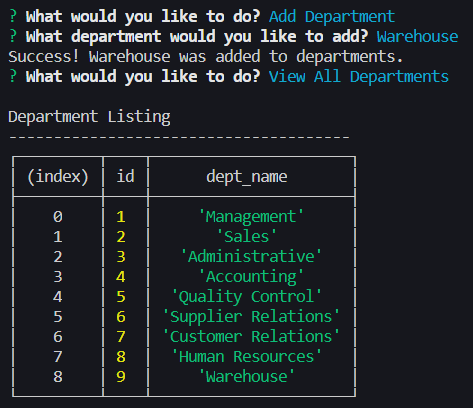 ? What would you like to do? Add Department
? What department would you like to add? Warehouse
Success! Warehouse was added to departments.
? What would you like to do? View All Departments
Department Listing
--------------------------------------
(index) id dept_name
0 1 'Management'
1 2 'Sales'
2 3 'Administrative'
3 4 'Accounting'
4 5 'Quality Control'
5 6 'Supplier Relations'
6 7 'Customer Relations'
7 8 'Human Resources'
8 9 'Warehouse'